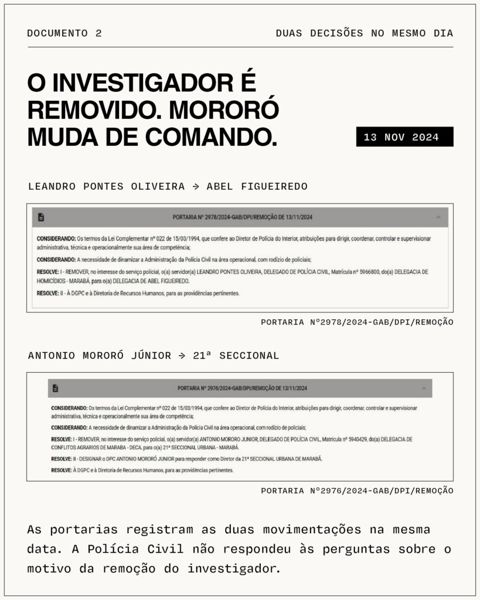 DOCUMENTO 2
DUAS DECISÕES NO MESMO DIA
O INVESTIGADOR É
REMOVIDO. MORORÓ
MUDA DE COMANDO.
13 NOV 2024
LEANDRO PONTES OLIVEIRA → ABEL FIGUEIREDO
PORTARIA Nº 2978/2024-GAB/DPI/REMOÇÃO DE 13/11/2024
CONSIDERANDO: Os termos da Lei Complementar nº 022 de 15/03/1994, que confere ao Diretor de Polícia do Interior, atribuições para dirigir, coordenar, controlar e supervisionar
administrativa, técnica e operacionalmente sua área de competência;
CONSIDERANDO: A necesscidade de dinamizar a Administração da Polícia Civil na área operacional, com rodízio de policiais;
RESOLVE: I - REMOVER, no interesse do serviço policial, o(a) servidor(a) LEANDRO PONTES OLIVEIRA, DELEGADO DE POLÍCIA CIVIL, Matrícula nº 5966800, do(a) DELEGACIA DE
HOMICÍDIOS - MARABÁ, para o(a) DELEGACIA DE ABEL FIGUEIREDO.
RESOLVE: II - À DGPC e à Diretoria de Recursos Humanos, para as providências pertinentes.
PORTARIA Nº2978/2024-GAB/DPI/REMOÇÃO
ANTONIO MORORÓ JÚNIOR → 21ª SECCIONAL
PORTARIA Nº 2976/2024-GAB/DPI/REMOÇÃO DE 13/11/2024
CONSIDERANDO: Os termos da Lei Complementar nº 022 de 15/03/1994, que confere ao Diretor de Polícia do Interior, atribuições para dirigir, coordenar, controlar e supervisionar
administrativa, técnica e operacionalmente sua área de competência;
CONSIDERANDO: A necessidade de dinamizar a Administração da Polícia Civil na área operacional, com rodízio de policiais;
RESOLVE: I - REMOVER, no interesse do serviço policial, o(a) servidor(a) ANTONIO MORORO JUNIOR, DELEGADO DE POLÍCIA CIVIL, Matrícula nº 5940429, do(a) DELEGACIA DE
CONFLITOS AGRARIOS DE MARABA - DECA, para o(a) 21ª SECCIONAL URBANA - MARABÁ.
RESOLVE: II - DESIGNAR o DPC ANTONIO MORORÓ JUNIOR para responder como Diretor da 21ª SECCIONAL URBANA DE MARABÁ.
RESOLVE: À DGPC e à Diretoria de Recursos Humanos, para as providências pertinentes.
PORTARIA Nº2976/2024-GAB/DPI/REMOÇÃO
As portarias registram as duas movimentações na mesma
data. A Polícia Civil não respondeu às perguntas sobre o
motivo da remoção do investigador.